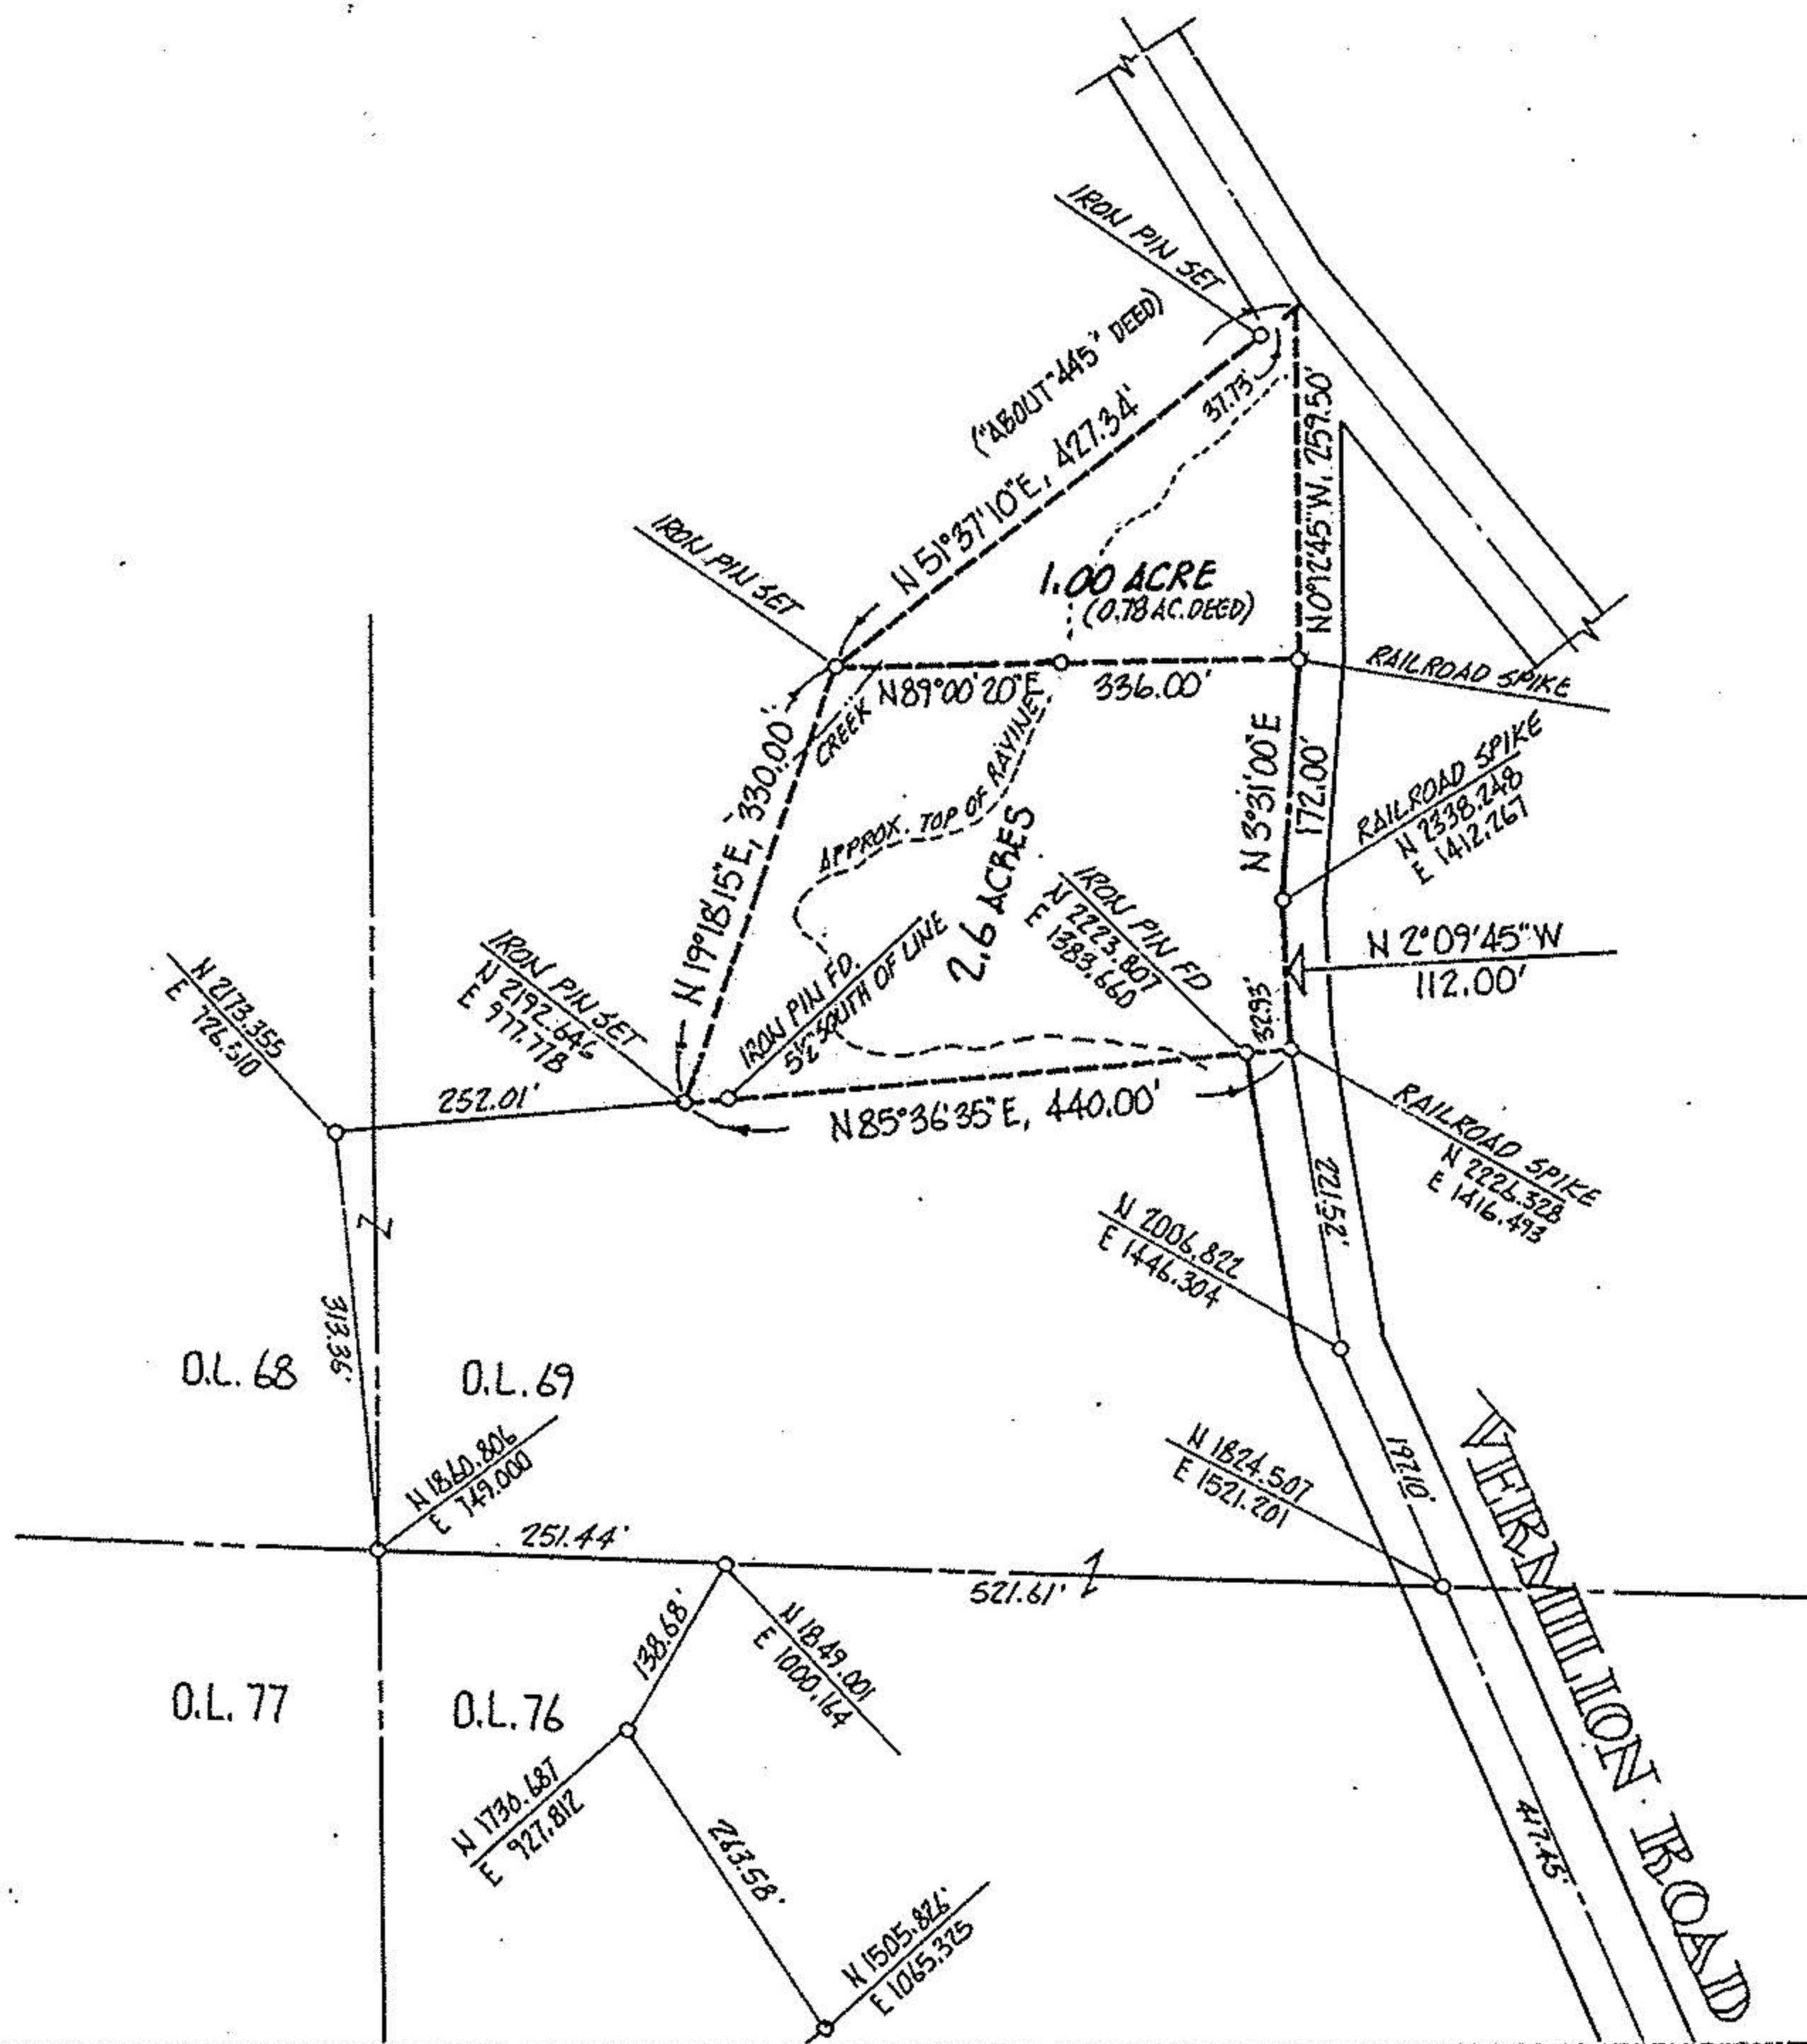 IRON PIN SET
("ABOUT" 445' DEED)
N 51°37'10"E, 427.34'
37.73'
N0°12'45"W, 259.50'
IRON PIN SET
1.00 ACRE
(0.78 AC. DEED)
N89°00'20"E
336.00'
RAILROAD SPIKE
CREEK
N 19°18'15"E, 330.00'
APPROX. TOP OF RAVINE
2.6 ACRES
N 3°31'00"E
172.00'
RAILROAD SPIKE
N 2338.248
E 1412.267
IRON PIN FD
N 2223.807
E 1383.660
N 2°09'45"W
112.00'
32.93'
IRON PIN FD.
5½' SOUTH OF LINE
IRON PIN SET
N 2192.646
E 977.778
N 2173.355
E 726.510
252.01'
N85°36'35"E, 440.00'
RAILROAD SPIKE
N 2226.328
E 1416.493
221.52'
N 2006.822
E 1446.304
313.36'
O.L. 68
O.L. 69
N 1860.806
E 749.000
N 1824.507
E 1521.201
197.10'
VERMILION ROAD
251.44'
521.61'
138.68'
N 1849.001
E 1000.164
O.L. 77
O.L. 76
N 1730.687
E 927.812
263.58'
417.45'
N 1505.826
E 1065.325